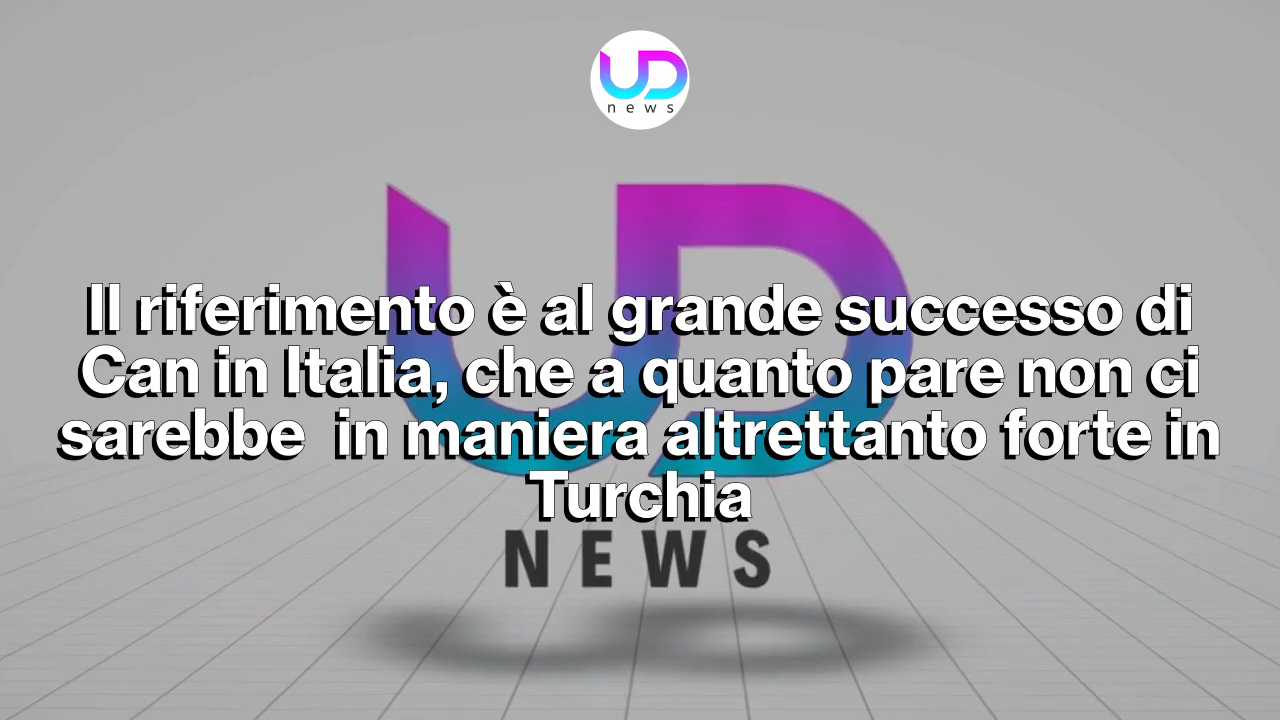 UD
news
UD
Il riferimento è al grande successo di
Can in Italia, che a quanto pare non ci
sarebbe  in maniera altrettanto forte in
Turchia
NEWS